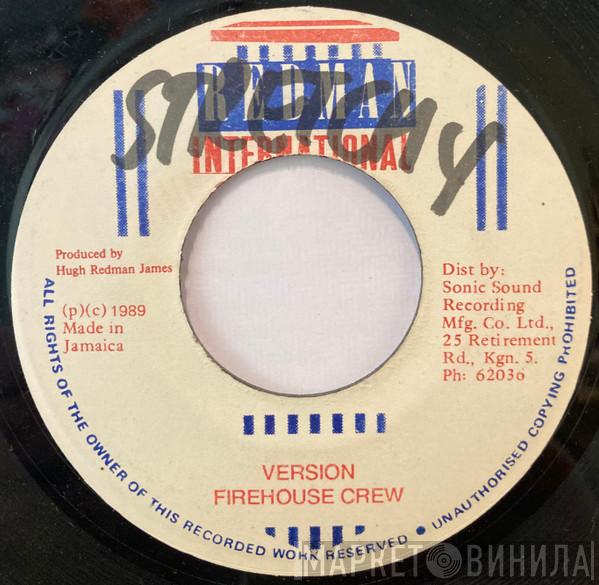 REDMAN
INTERNATIONAL
Produced by
Hugh Redman James
(p)(c) 1989
Made in
Jamaica
Dist by:
Sonic Sound
Recording
Mfg. Co. Ltd.,
25 Retirement
Rd., Kgn. 5.
Ph: 62036
VERSION
FIREHOUSE CREW
ALL RIGHTS OF THE OWNER OF THIS RECORDED WORK RESERVED • UNAUTHORISED COPYING PROHIBITED
МАРКЕТ ВИНИЛА